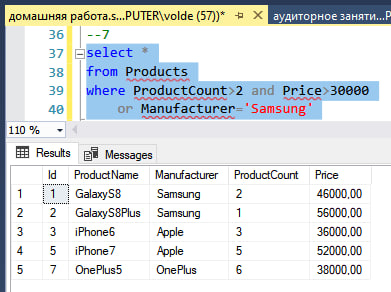 домашняя работа.s...PUTER\volde (57))*
аудиторное заняти...P
36 --7
37 select *
38 from Products
39 where ProductCount>2 and Price>30000
40 or Manufacturer='Samsung'
110 %
Results Messages
Id ProductName Manufacturer ProductCount Price
1 1 GalaxyS8 Samsung 2 46000,00
2 2 GalaxyS8Plus Samsung 1 56000,00
3 3 iPhone6 Apple 3 36000,00
4 5 iPhone7 Apple 5 52000,00
5 7 OnePlus5 OnePlus 6 38000,00